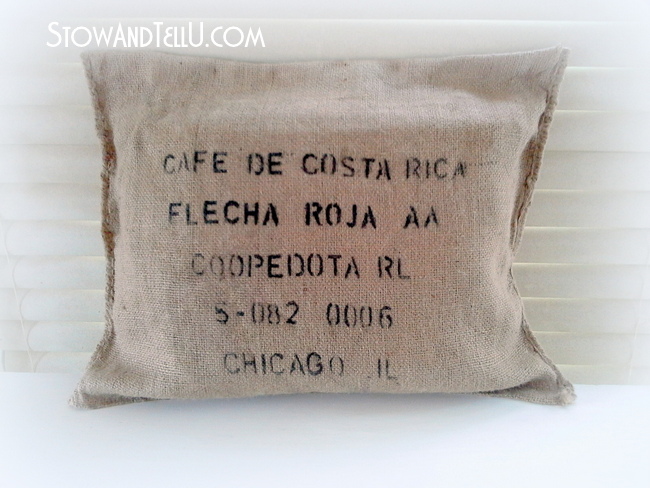 StowAndTellU.com
CAFE DE COSTA RICA
FLECHA ROJA AA
COOPEDOTA RL
5-082 0006
CHICAGO IL